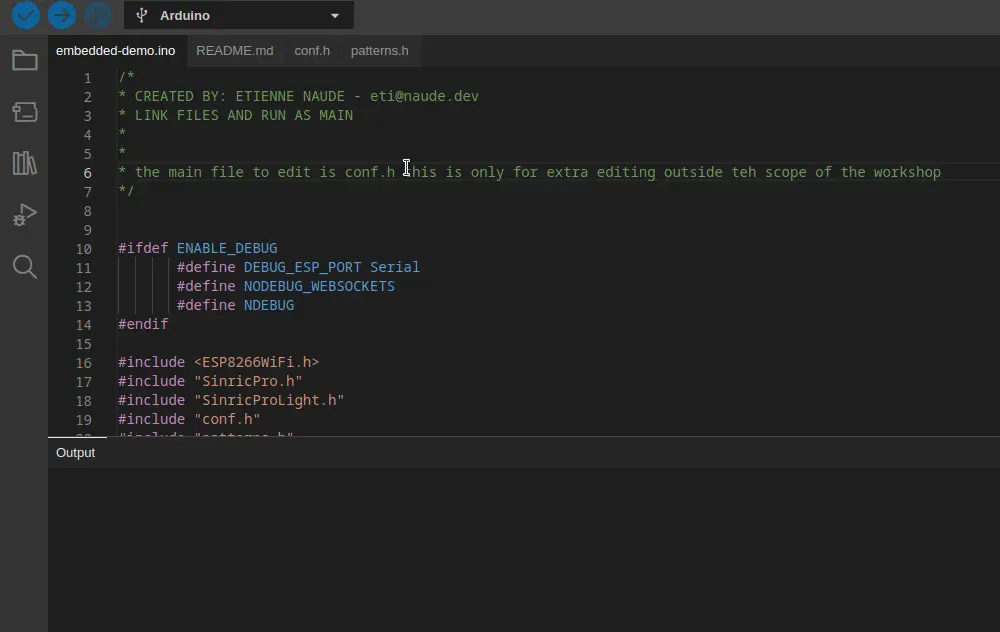 Arduino
embedded-demo.ino README.md conf.h patterns.h
1 /*
2 * CREATED BY: ETIENNE NAUDE - eti@naude.dev
3 * LINK FILES AND RUN AS MAIN
4 *
5 *
6 * the main file to edit is conf.h this is only for extra editing outside teh scope of the workshop
7 */
8
9
10 #ifdef ENABLE_DEBUG
11 #define DEBUG_ESP_PORT Serial
12 #define NODEBUG_WEBSOCKETS
13 #define NDEBUG
14 #endif
15
16 #include <ESP8266WiFi.h>
17 #include "SinricPro.h"
18 #include "SinricProLight.h"
19 #include "conf.h"
20 #include "patterns.h"
Output